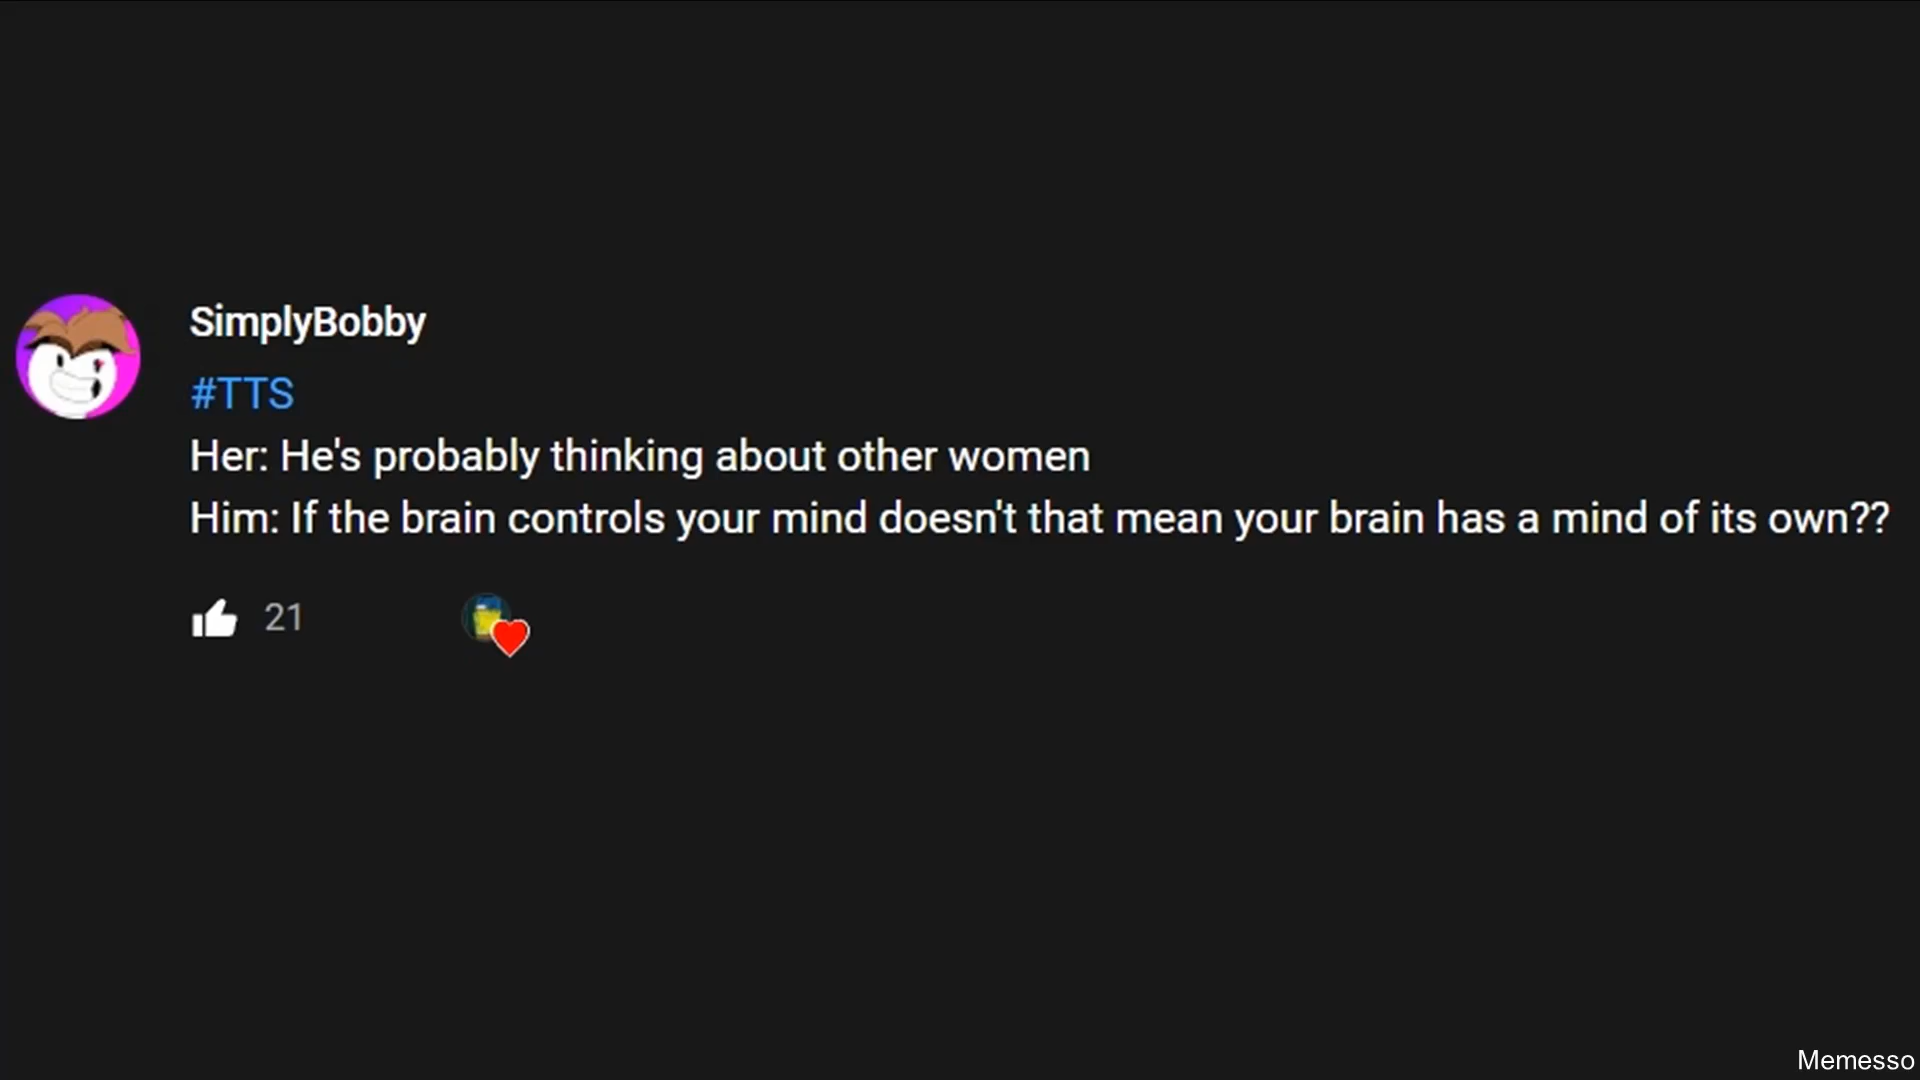 SimplyBobby
#TTS
Her: He's probably thinking about other women
Him: If the brain controls your mind doesn't that mean your brain has a mind of its own??
21
Memesso